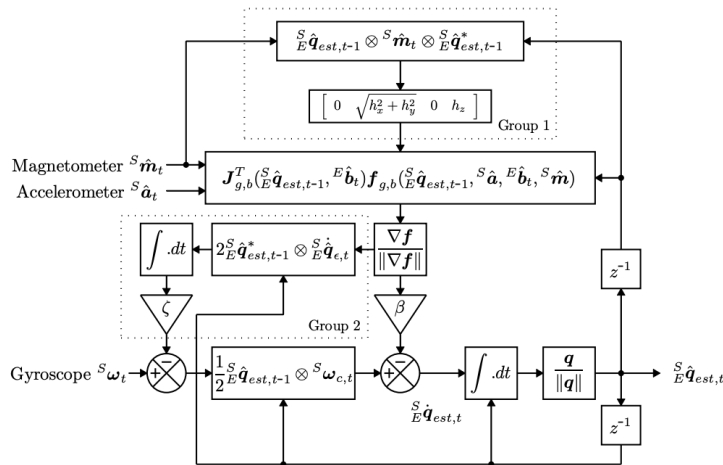 $^S_E\hat{q}_{est,t-1} \otimes {}^S\hat{m}_t \otimes {}^S_E\hat{q}^*_{est,t-1}$
$[\; 0 \quad \sqrt{h_x^2 + h_y^2} \quad 0 \quad h_z \;]$
Group 1
Magnetometer $^S\hat{m}_t$
Accelerometer $^S\hat{a}_t$
$J^T_{g,b}({}^S_E\hat{q}_{est,t-1}, {}^E\hat{b}_t) f_{g,b}({}^S_E\hat{q}_{est,t-1}, {}^S\hat{a}, {}^E\hat{b}_t, {}^S\hat{m})$
$\int .dt$
$2{}^S_E\hat{q}^*_{est,t-1} \otimes {}^S_E\dot{\hat{q}}_{\epsilon,t}$
$\frac{\nabla f}{\|\nabla f\|}$
$z^{-1}$
ζ
β
Group 2
Gyroscope $^S\omega_t$
+ −
$\frac{1}{2}{}^S_E\hat{q}_{est,t-1} \otimes {}^S\omega_{c,t}$
+ −
$^S_E\dot{q}_{est,t}$
$\int .dt$
$\frac{q}{\|q\|}$
$^S_E\hat{q}_{est,t}$
$z^{-1}$